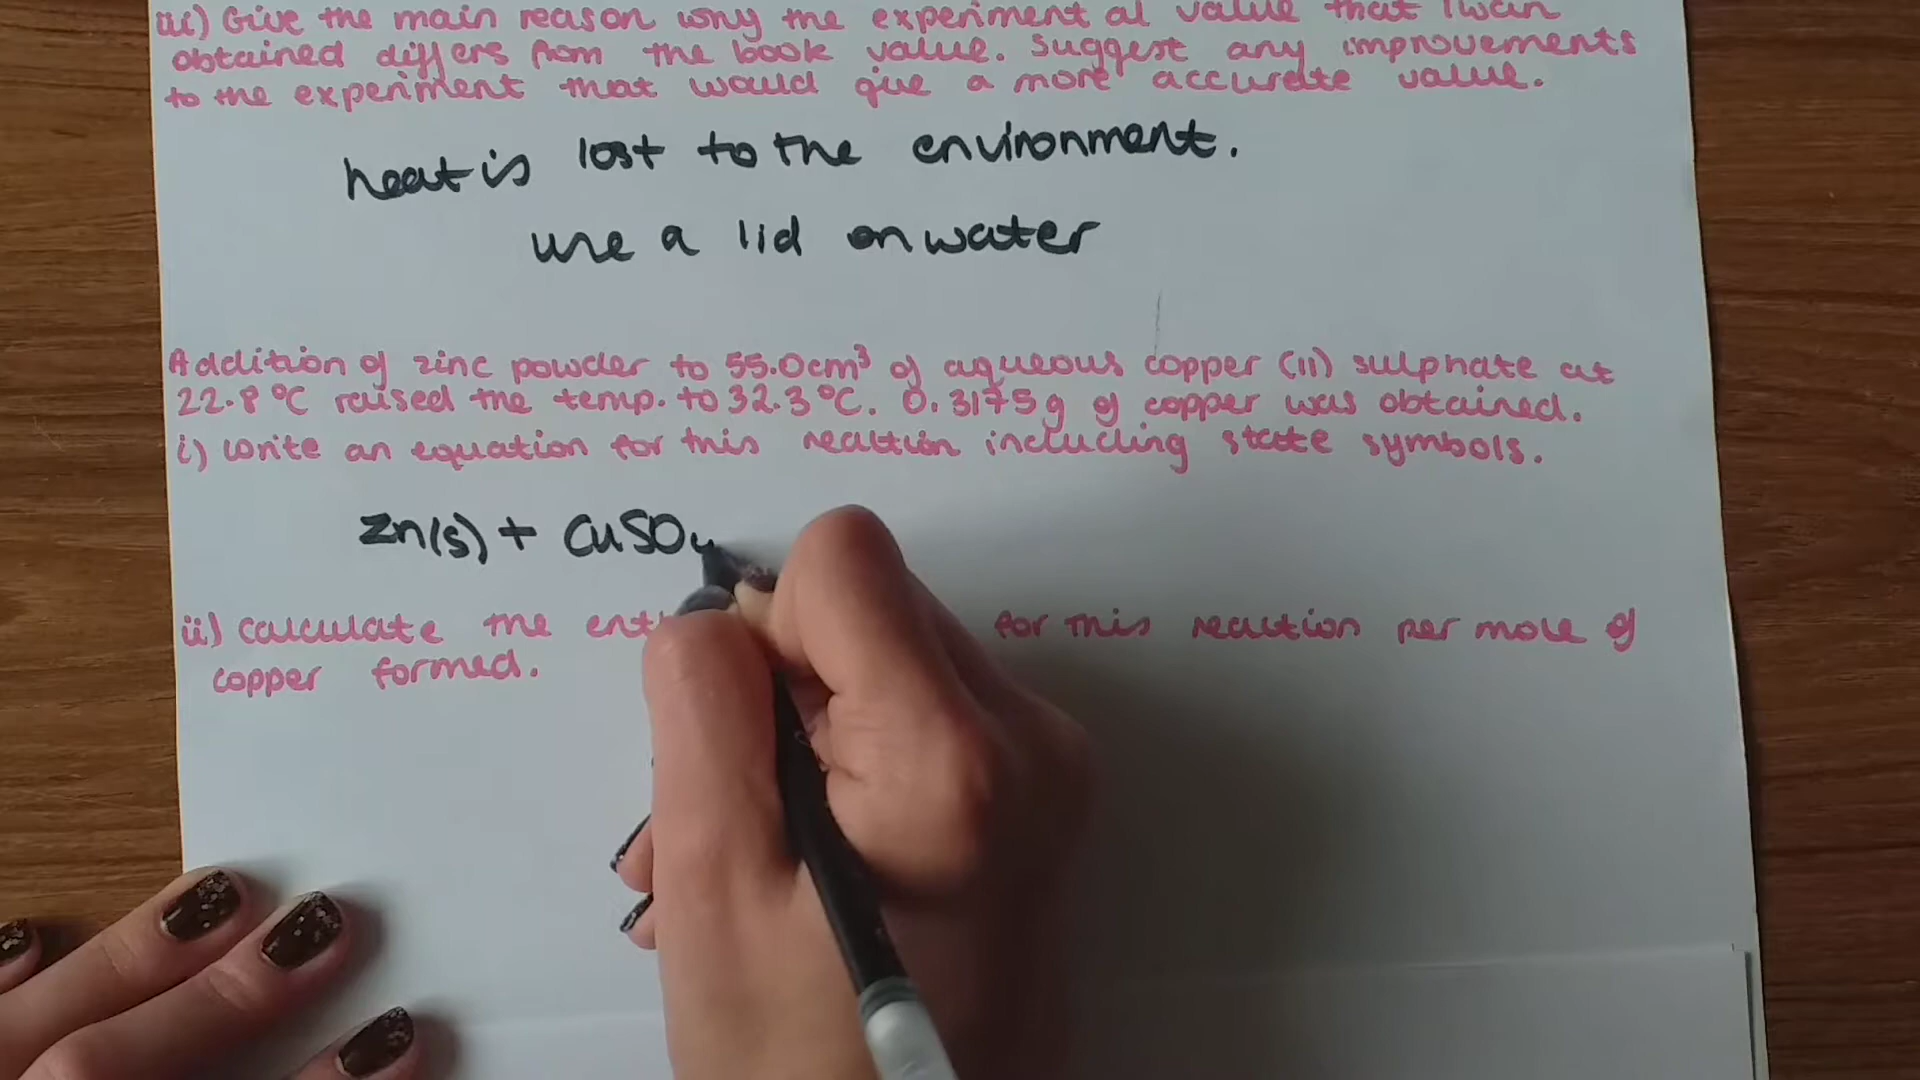 iii) Give the main reason why the experimental value that Iwan
obtained differs from the book value. Suggest any improvements
to the experiment that would give a more accurate value.
heat is lost to the environment.
use a lid on water
Addition of zinc powder to 55.0cm³ of aqueous copper (II) sulphate at
22.8°C raised the temp. to 32.3°C. 0.3175g of copper was obtained.
i) Write an equation for this reaction including state symbols.
Zn(s) + CuSO4
ii) Calculate the for this reaction per mole of
copper formed.